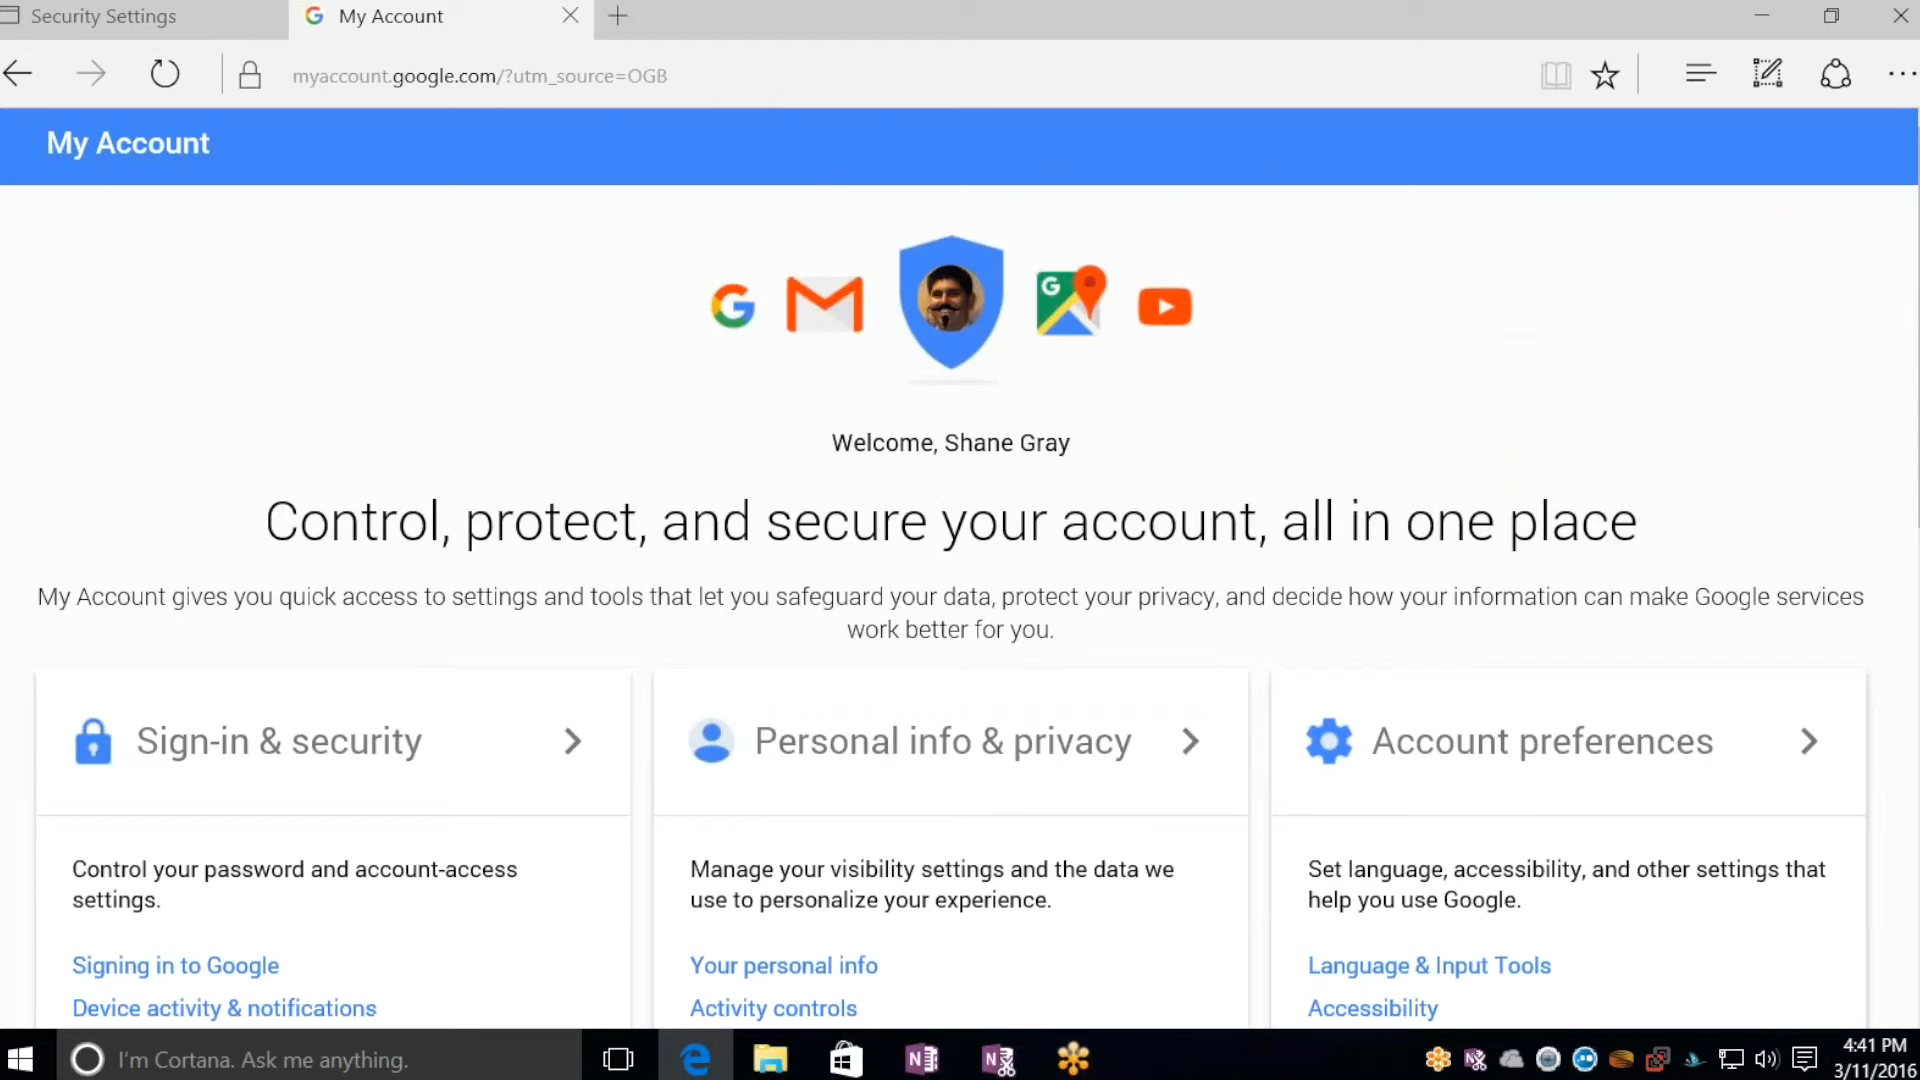 Security Settings
My Account
myaccount.google.com/?utm_source=OGB
My Account
Welcome, Shane Gray
Control, protect, and secure your account, all in one place
My Account gives you quick access to settings and tools that let you safeguard your data, protect your privacy, and decide how your information can make Google services
work better for you.
Sign-in & security
Control your password and account-access
settings.
Signing in to Google
Device activity & notifications
Personal info & privacy
Manage your visibility settings and the data we
use to personalize your experience.
Your personal info
Activity controls
Account preferences
Set language, accessibility, and other settings that
help you use Google.
Language & Input Tools
Accessibility
I'm Cortana. Ask me anything.
4:41 PM
3/11/2016